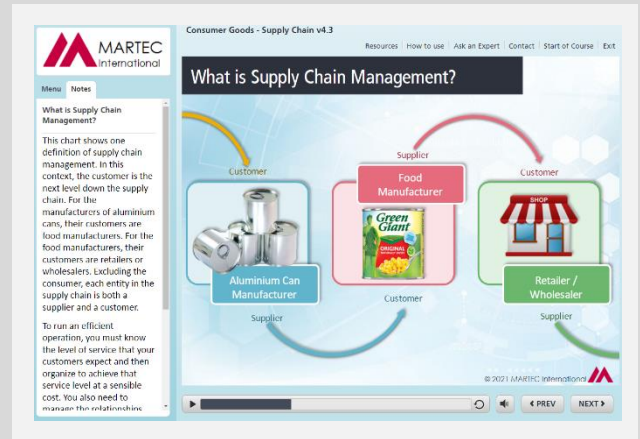 MARTEC
International
Consumer Goods - Supply Chain v4.3
Resources
How to use
Ask an Expert
Contact
Start of Course
Exit
Menu
Notes
What is Supply Chain
Management?
This chart shows one
definition of supply chain
management. In this
context, the customer is the
next level down the supply
chain. For the
manufacturers of aluminium
cans, their customers are
food manufacturers. For the
food manufacturers, their
customers are retailers or
wholesalers. Excluding the
consumer, each entity in the
supply chain is both a
supplier and a customer.
To run an efficient
operation, you must know
the level of service that your
customers expect and then
organize to achieve that
service level at a sensible
cost. You also need to
manage the relationships
What is Supply Chain Management?
Customer
Aluminium Can
Manufacturer
Supplier
Supplier
Food
Manufacturer
Green
Giant
ORIGINAL
Customer
Customer
SHOP
Retailer /
Wholesaler
Supplier
© 2021 MARTEC International
PREV
NEXT